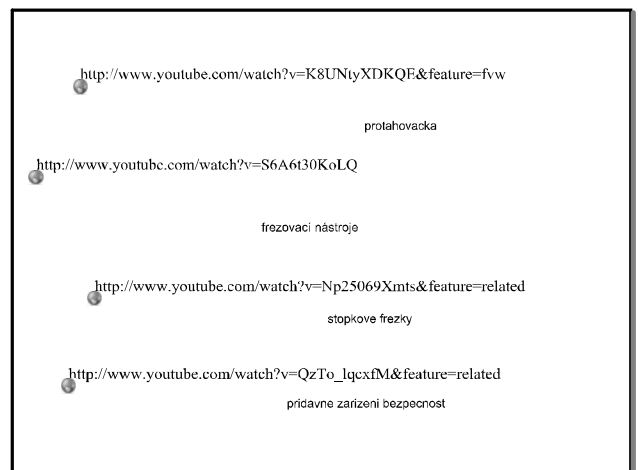 http://www.youtube.com/watch?v=K8UNtyXDKQE&feature=fvw
protahovacka
http://www.youtube.com/watch?v=S6A6t30KoLQ
frezovací nástroje
http://www.youtube.com/watch?v=Np25069Xmts&feature=related
stopkove frezky
http://www.youtube.com/watch?v=QzTo_lqcxfM&feature=related
pridavne zarizeni bezpecnost